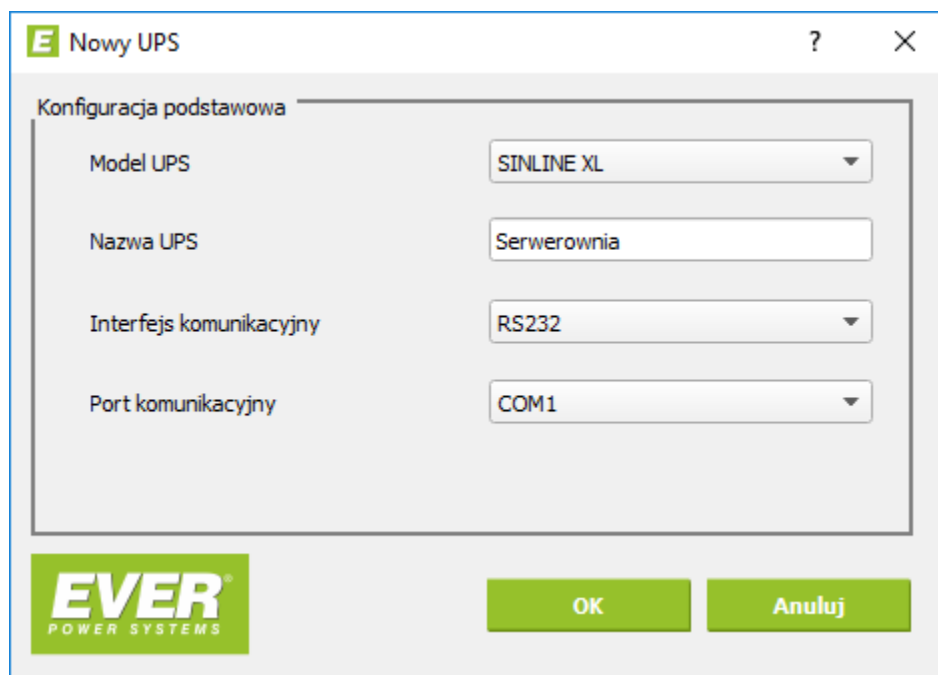 E Nowy UPS ?
Konfiguracja podstawowa
Model UPS SINLINE XL
Nazwa UPS Serwerownia
Interfejs komunikacyjny RS232
Port komunikacyjny COM1
EVER®
POWER SYSTEMS
OK Anuluj